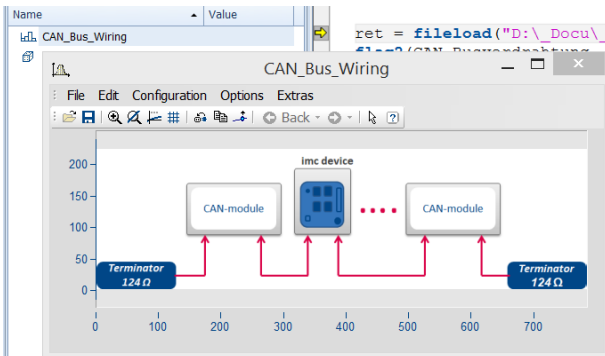 Name
Value
CAN_Bus_Wiring
ret = fileload("D:\_Docu\_
CAN_Bus_Wiring
File Edit Configuration Options Extras
Back
imc device
CAN-module
CAN-module
Terminator
124 Ω
Terminator
124 Ω
200
150
100
50
0
0 100 200 300 400 500 600 700